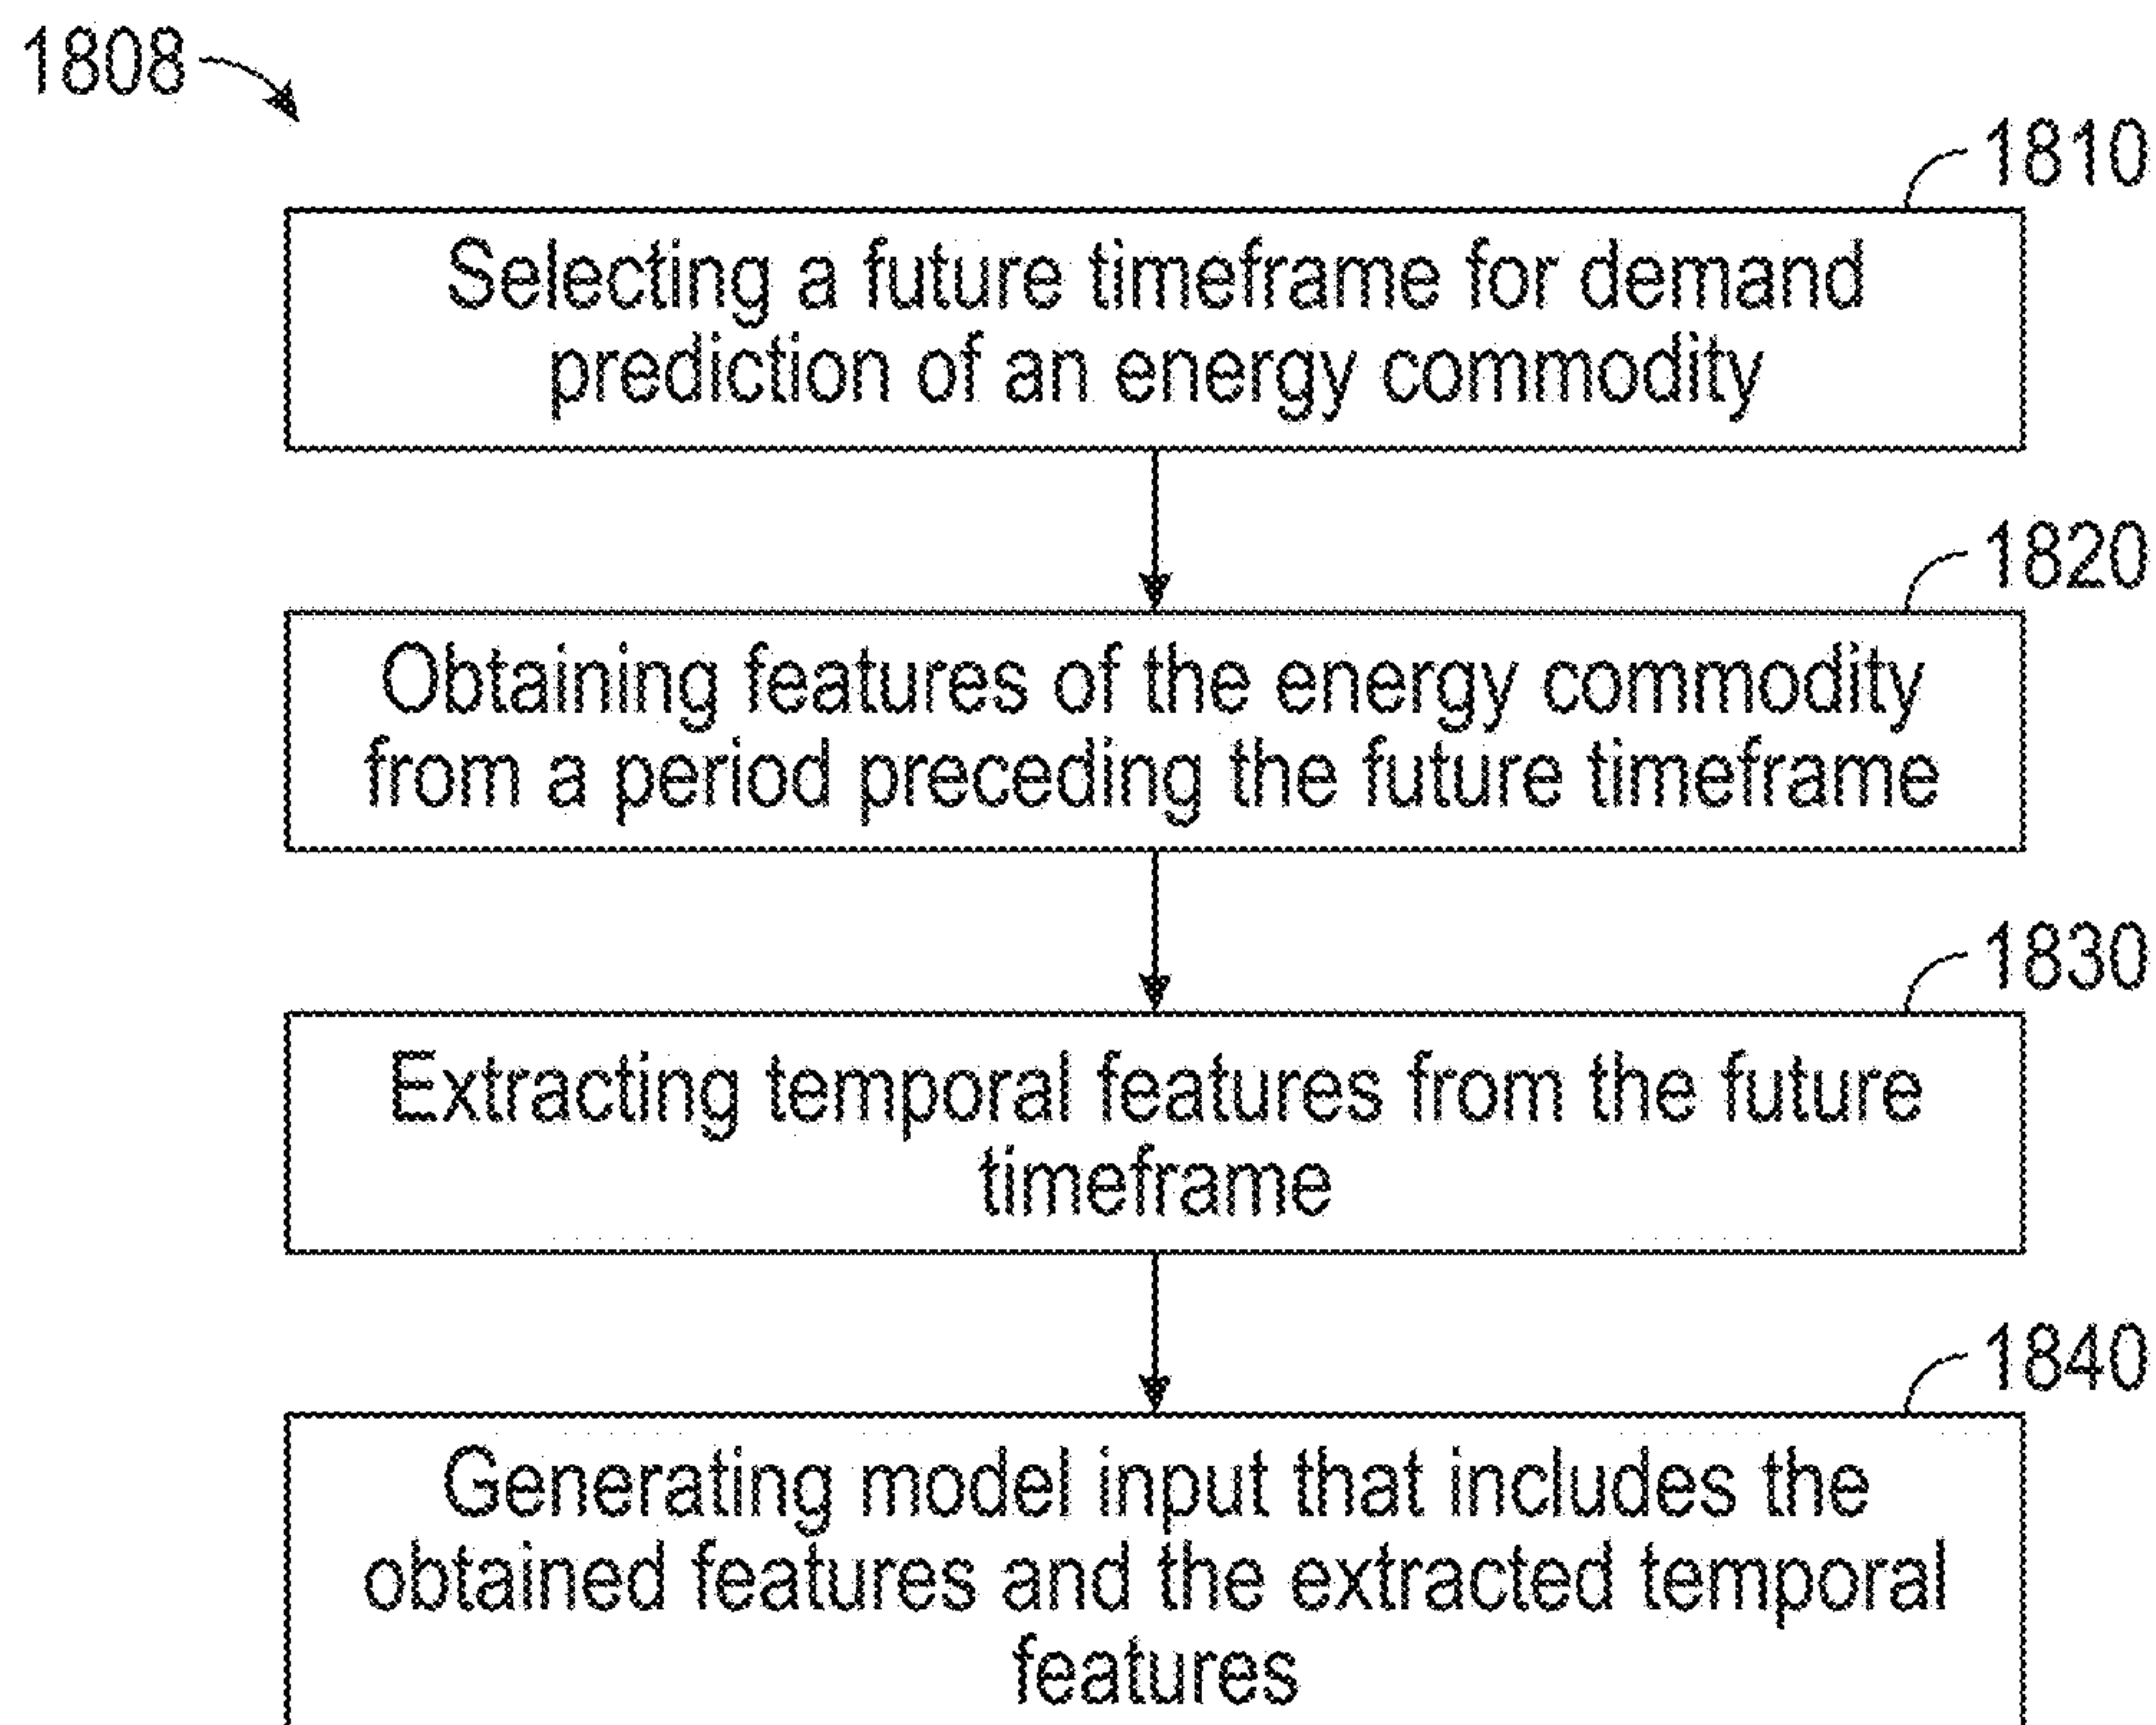 1808
1810
Selecting a future timeframe for demand
prediction of an energy commodity
1820
Obtaining features of the energy commodity
from a period preceding the future timeframe
1830
Extracting temporal features from the future
timeframe
1840
Generating model input that includes the
obtained features and the extracted temporal
features